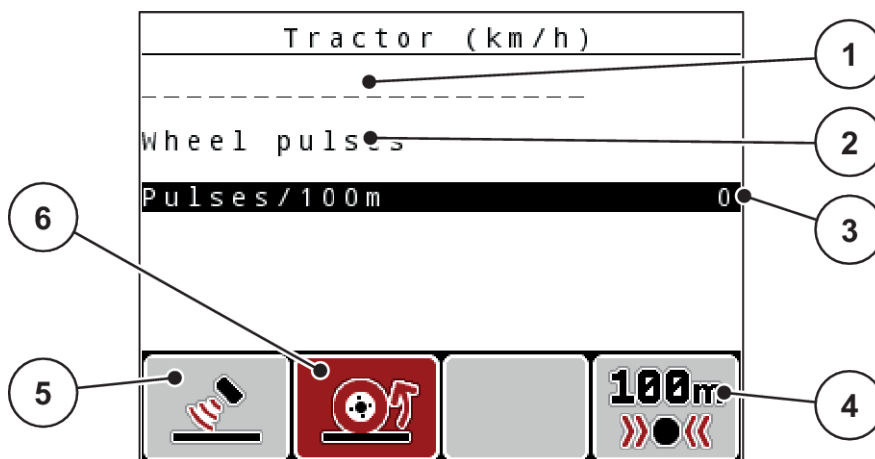 Tractor (km/h)
1
2
Wheel pulses
3
Pulses/100m 0
6
5
4
100m